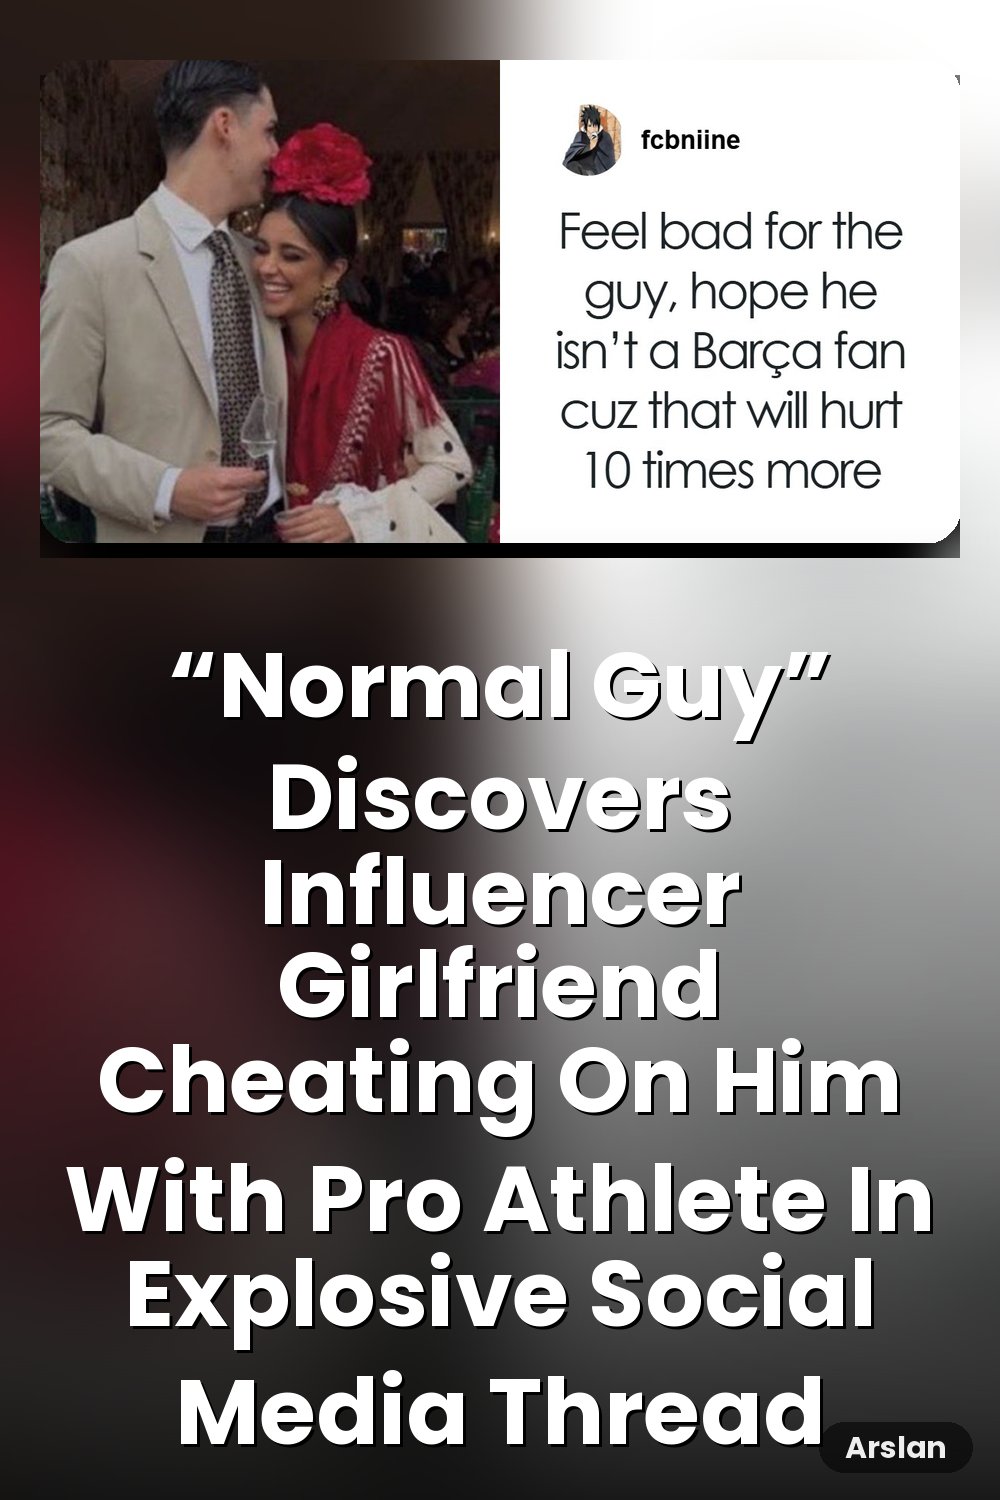 fcbniine
Feel bad for the
guy, hope he
isn’t a Barça fan
cuz that will hurt
10 times more
“Normal Guy”
Discovers
Influencer
Girlfriend
Cheating On Him
With Pro Athlete In
Explosive Social
Media Thread
Arslan